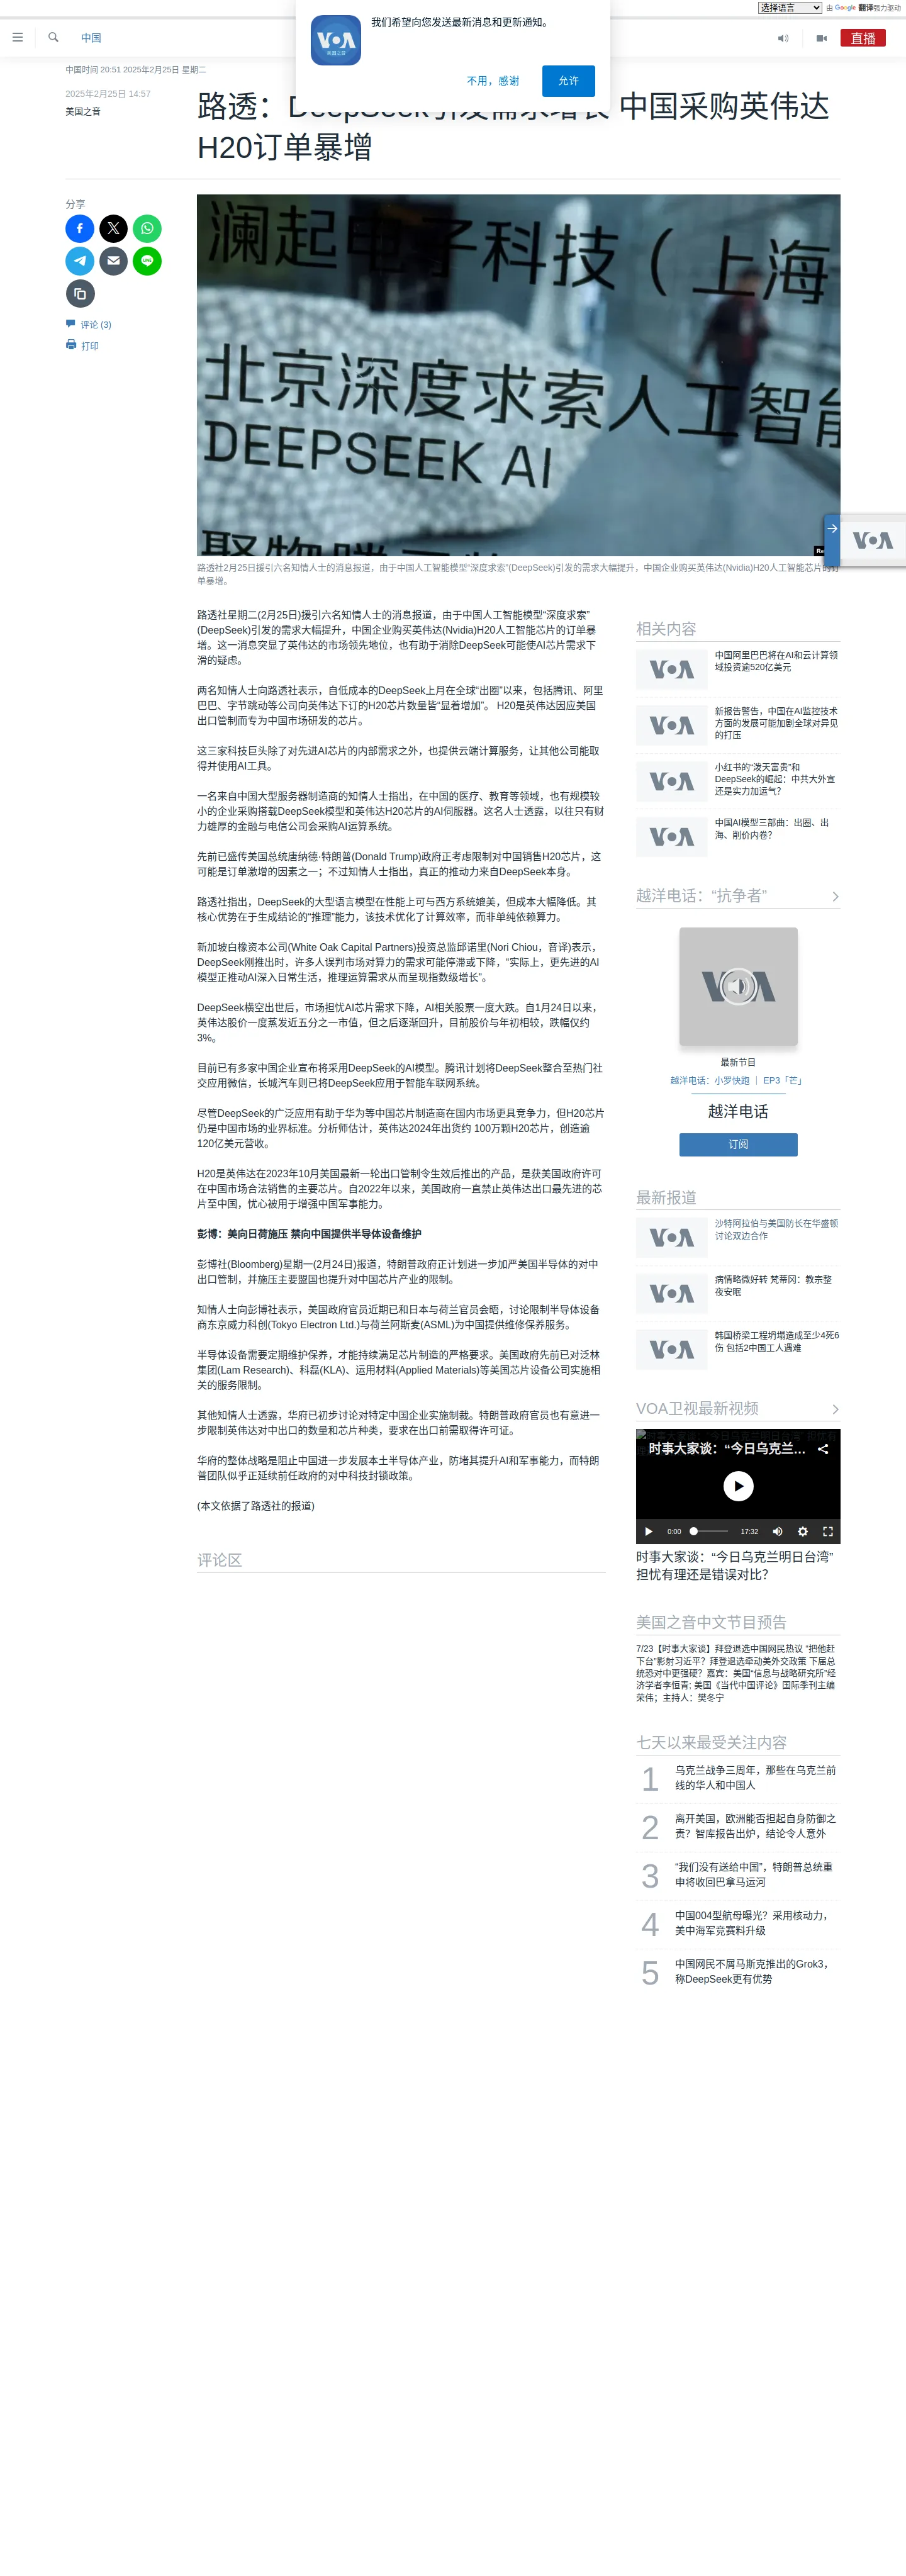 选择语言
由 Google 翻译强力驱动
我们希望向您发送最新消息和更新通知。
不用，感谢
允许
VOA
美国之音
中国
直播
中国时间 20:51 2025年2月25日 星期二
2025年2月25日 14:57
美国之音
路透：DeepSeek引发需求增长 中国采购英伟达
H20订单暴增
分享
评论 (3)
打印
澜起电子科技（上海
北京深度求索人工智能
DEEPSEEK AI
路透社2月25日援引六名知情人士的消息报道，由于中国人工智能模型“深度求索”(DeepSeek)引发的需求大幅提升，中国企业购买英伟达(Nvidia)H20人工智能芯片的订
单暴增。
VOA
路透社星期二(2月25日)援引六名知情人士的消息报道，由于中国人工智能模型“深度求索”
(DeepSeek)引发的需求大幅提升，中国企业购买英伟达(Nvidia)H20人工智能芯片的订单暴
增。这一消息突显了英伟达的市场领先地位，也有助于消除DeepSeek可能使AI芯片需求下
滑的疑虑。
两名知情人士向路透社表示，自低成本的DeepSeek上月在全球“出圈”以来，包括腾讯、阿里
巴巴、字节跳动等公司向英伟达下订的H20芯片数量皆“显着增加”。 H20是英伟达因应美国
出口管制而专为中国市场研发的芯片。
这三家科技巨头除了对先进AI芯片的内部需求之外，也提供云端计算服务，让其他公司能取
得并使用AI工具。
一名来自中国大型服务器制造商的知情人士指出，在中国的医疗、教育等领域，也有规模较
小的企业采购搭载DeepSeek模型和英伟达H20芯片的AI伺服器。这名人士透露，以往只有财
力雄厚的金融与电信公司会采购AI运算系统。
先前已盛传美国总统唐纳德·特朗普(Donald Trump)政府正考虑限制对中国销售H20芯片，这
可能是订单激增的因素之一；不过知情人士指出，真正的推动力来自DeepSeek本身。
路透社指出，DeepSeek的大型语言模型在性能上可与西方系统媲美，但成本大幅降低。其
核心优势在于生成结论的“推理”能力，该技术优化了计算效率，而非单纯依赖算力。
新加坡白橡资本公司(White Oak Capital Partners)投资总监邱诺里(Nori Chiou，音译)表示，
DeepSeek刚推出时，许多人误判市场对算力的需求可能停滞或下降，“实际上，更先进的AI
模型正推动AI深入日常生活，推理运算需求从而呈现指数级增长”。
DeepSeek横空出世后，市场担忧AI芯片需求下降，AI相关股票一度大跌。自1月24日以来，
英伟达股价一度蒸发近五分之一市值，但之后逐渐回升，目前股价与年初相较，跌幅仅约
3%。
目前已有多家中国企业宣布将采用DeepSeek的AI模型。腾讯计划将DeepSeek整合至热门社
交应用微信，长城汽车则已将DeepSeek应用于智能车联网系统。
尽管DeepSeek的广泛应用有助于华为等中国芯片制造商在国内市场更具竞争力，但H20芯片
仍是中国市场的业界标准。分析师估计，英伟达2024年出货约 100万颗H20芯片，创造逾
120亿美元营收。
H20是英伟达在2023年10月美国最新一轮出口管制令生效后推出的产品，是获美国政府许可
在中国市场合法销售的主要芯片。自2022年以来，美国政府一直禁止英伟达出口最先进的芯
片至中国，忧心被用于增强中国军事能力。
彭博：美向日荷施压 禁向中国提供半导体设备维护
彭博社(Bloomberg)星期一(2月24日)报道，特朗普政府正计划进一步加严美国半导体的对中
出口管制，并施压主要盟国也提升对中国芯片产业的限制。
知情人士向彭博社表示，美国政府官员近期已和日本与荷兰官员会晤，讨论限制半导体设备
商东京威力科创(Tokyo Electron Ltd.)与荷兰阿斯麦(ASML)为中国提供维修保养服务。
半导体设备需要定期维护保养，才能持续满足芯片制造的严格要求。美国政府先前已对泛林
集团(Lam Research)、科磊(KLA)、运用材料(Applied Materials)等美国芯片设备公司实施相
关的服务限制。
其他知情人士透露，华府已初步讨论对特定中国企业实施制裁。特朗普政府官员也有意进一
步限制英伟达对中出口的数量和芯片种类，要求在出口前需取得许可证。
华府的整体战略是阻止中国进一步发展本土半导体产业，防堵其提升AI和军事能力，而特朗
普团队似乎正延续前任政府的对中科技封锁政策。
(本文依据了路透社的报道)
评论区
相关内容
VOA
中国阿里巴巴将在AI和云计算领
域投资逾520亿美元
VOA
新报告警告，中国在AI监控技术
方面的发展可能加剧全球对异见
的打压
VOA
小红书的“泼天富贵”和
DeepSeek的崛起：中共大外宣
还是实力加运气？
VOA
中国AI模型三部曲：出圈、出
海、削价内卷？
越洋电话：“抗争者”
VOA
最新节目
越洋电话：小罗快跑 ｜ EP3「芒」
越洋电话
订阅
最新报道
VOA
沙特阿拉伯与美国防长在华盛顿
讨论双边合作
VOA
病情略微好转 梵蒂冈：教宗整
夜安眠
VOA
韩国桥梁工程坍塌造成至少4死6
伤 包括2中国工人遇难
VOA卫视最新视频
时事大家谈：“今日乌克兰...
0:00
17:32
时事大家谈：“今日乌克兰明日台湾”
担忧有理还是错误对比？
美国之音中文节目预告
7/23【时事大家谈】拜登退选中国网民热议 “把他赶
下台”影射习近平？拜登退选牵动美外交政策 下届总
统恐对中更强硬？嘉宾：美国“信息与战略研究所”经
济学者李恒青; 美国《当代中国评论》国际季刊主编
荣伟；主持人：樊冬宁
七天以来最受关注内容
1
乌克兰战争三周年，那些在乌克兰前
线的华人和中国人
2
离开美国，欧洲能否担起自身防御之
责？智库报告出炉，结论令人意外
3
“我们没有送给中国”，特朗普总统重
申将收回巴拿马运河
4
中国004型航母曝光？采用核动力，
美中海军竞赛料升级
5
中国网民不屑马斯克推出的Grok3，
称DeepSeek更有优势